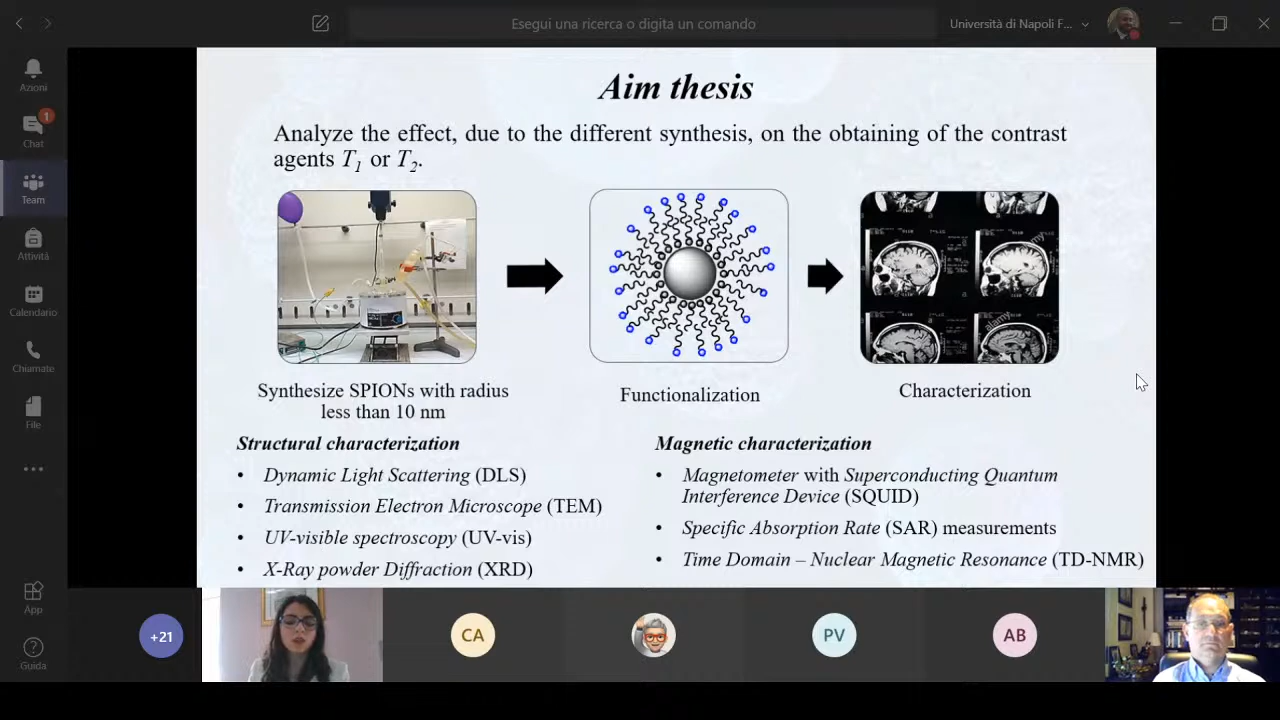 Esegui una ricerca o digita un comando
Università di Napoli F...
Azioni
Chat
1
Team
Attività
Calendario
Chiamate
File
App
Guida
Aim thesis
Analyze the effect, due to the different synthesis, on the obtaining of the contrast
agents T1 or T2.
alamy
Synthesize SPIONs with radius
less than 10 nm
Functionalization
Characterization
Structural characterization
• Dynamic Light Scattering (DLS)
• Transmission Electron Microscope (TEM)
• UV-visible spectroscopy (UV-vis)
• X-Ray powder Diffraction (XRD)
Magnetic characterization
• Magnetometer with Superconducting Quantum
Interference Device (SQUID)
• Specific Absorption Rate (SAR) measurements
• Time Domain – Nuclear Magnetic Resonance (TD-NMR)
+21
CA
PV
AB